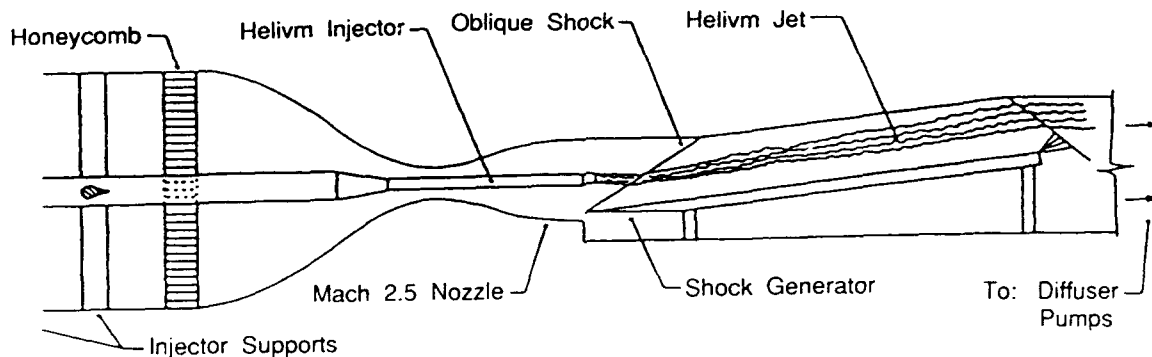 Honeycomb
Helivm Injector
Oblique Shock
Helivm Jet
Mach 2.5 Nozzle
Shock Generator
To: Diffuser
Pumps
Injector Supports